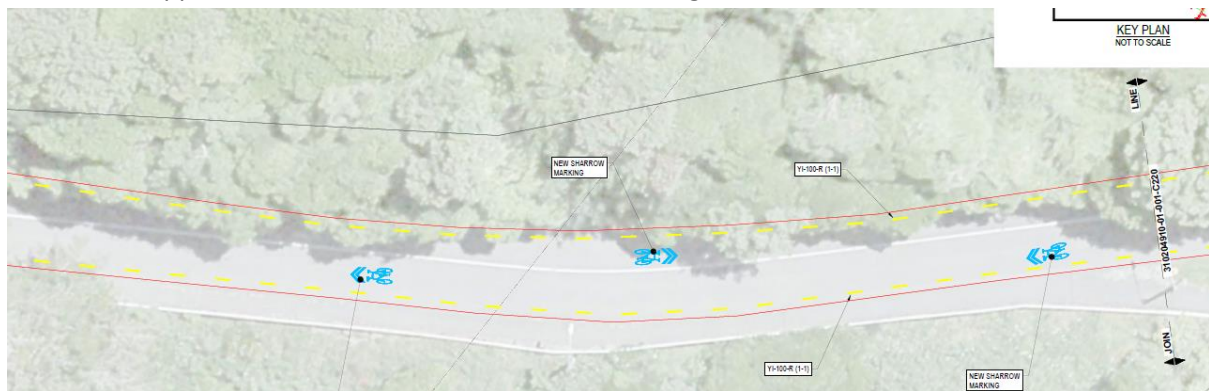 KEY PLAN
NOT TO SCALE
LINE
NEW SHARROW
MARKING
YI-100-R (1-1)
310204910-01-001-C220
YI-100-R (1-1)
JOIN
NEW SHARROW
MARKING